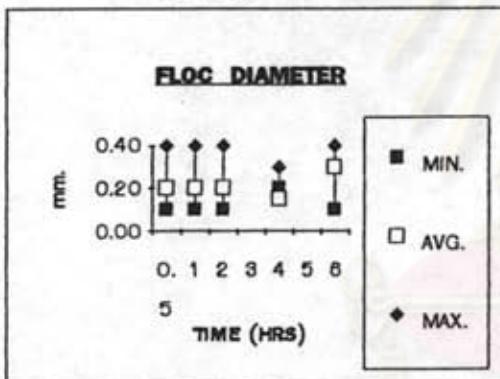 FLOC DIAMETER
0.40
0.20
0.00
mm.
0. 1 2 3 4 5 6
5
TIME (HRS)
MIN.
AVG.
MAX.